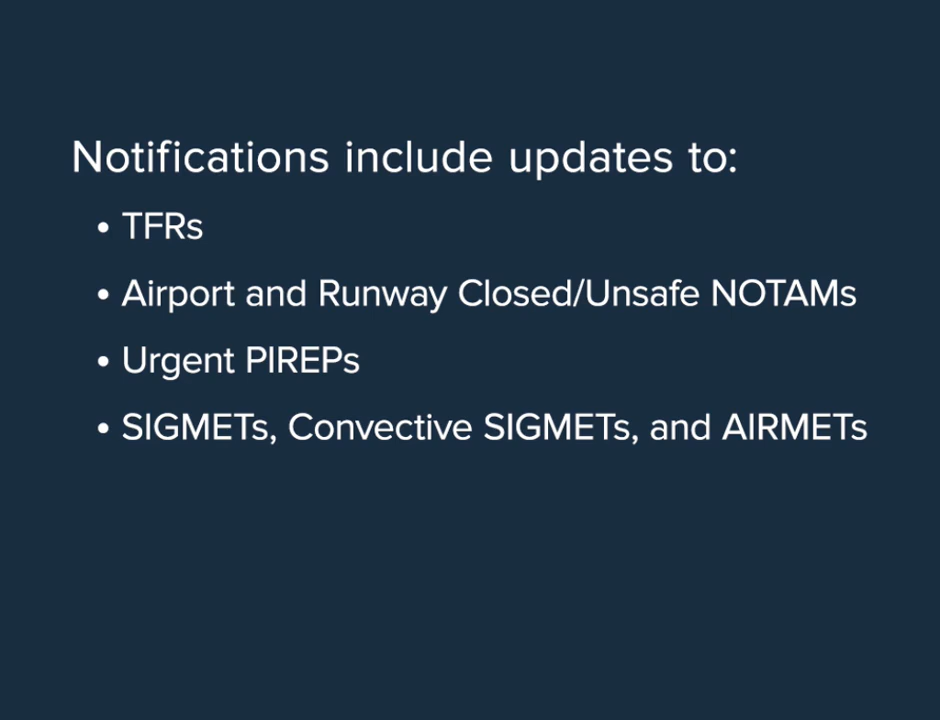 Notifications include updates to:
• TFRs
• Airport and Runway Closed/Unsafe NOTAMs
• Urgent PIREPs
• SIGMETs, Convective SIGMETs, and AIRMETs